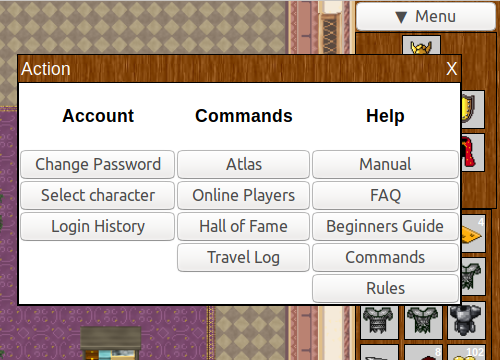 ▼ Menu
Action X
Account Commands Help
Change Password Atlas Manual
Select character Online Players FAQ
Login History Hall of Fame Beginners Guide
Travel Log Commands
Rules
4
8 102